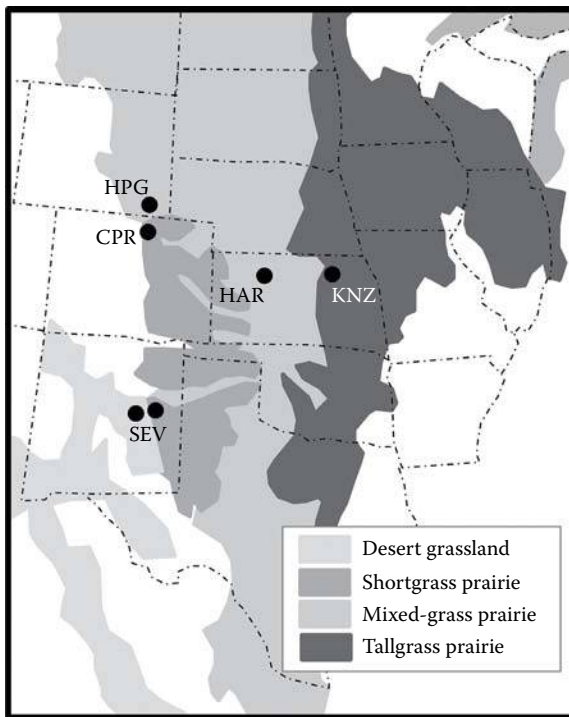 HPG
CPR
HAR
KNZ
SEV
Desert grassland
Shortgrass prairie
Mixed-grass prairie
Tallgrass prairie